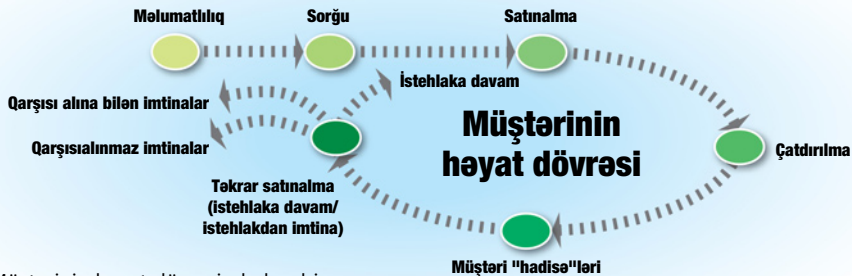 Məlumatlılıq
Sorğu
Satınalma
İstehlaka davam
Qarşısı alına bilən imtinalar
Qarşısıalınmaz imtinalar
Müştərinin
həyat dövrəsi
Çatdırılma
Təkrar satınalma
(istehlaka davam/
istehlakdan imtina)
Müştəri "hadisə"ləri